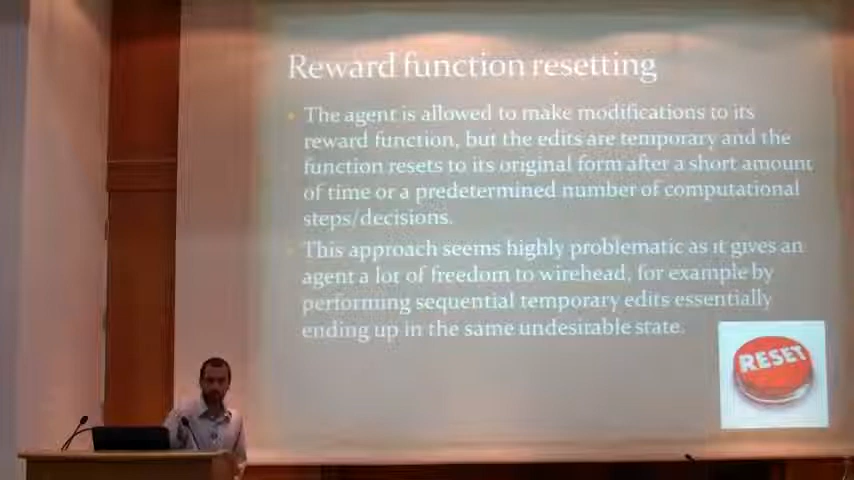 Reward function resetting
The agent is allowed to make modifications to its
reward function, but the edits are temporary and the
function resets to its original form after a short amount
of time or a predetermined number of computational
steps/decisions.
This approach seems highly problematic as it gives an
agent a lot of freedom to wirehead, for example by
performing sequential temporary edits essentially
ending up in the same undesirable state.
RESET